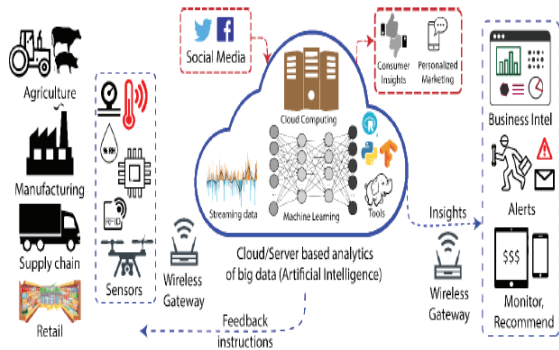 Agriculture
Manufacturing
Supply chain
Retail
% RH
RFID
Sensors
Wireless
Gateway
Social Media
Cloud Computing
Streaming data
Machine Learning
Tools
Cloud/Server based analytics
of big data (Artificial Intelligence)
Feedback
instructions
Consumer
Insights
Personalized
Marketing
Insights
Wireless
Gateway
Business Intel
Alerts
$$$
Monitor,
Recommend